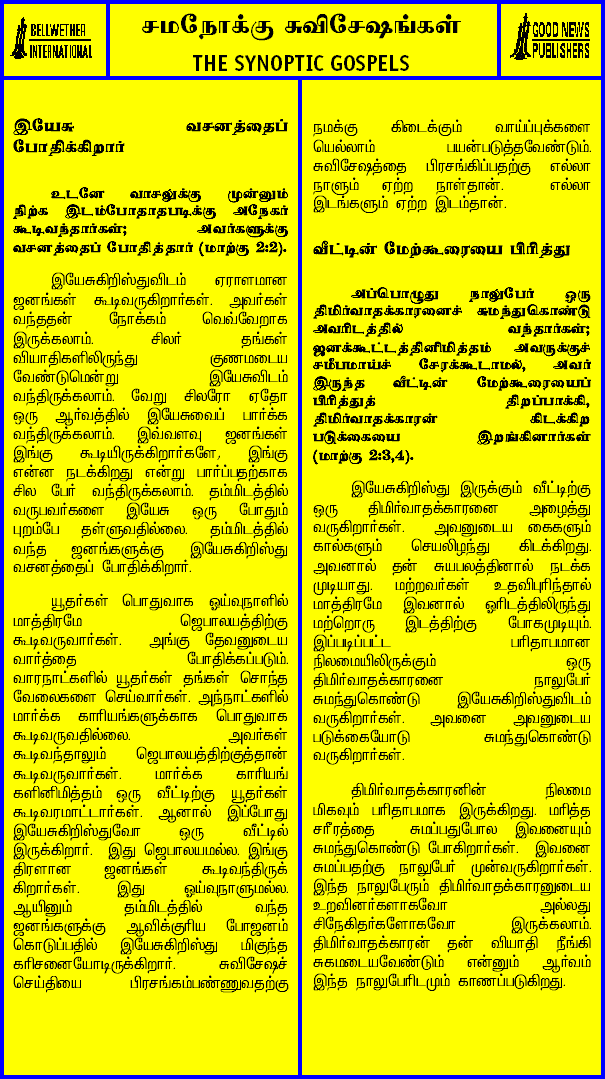 BELLWETHER
INTERNATIONAL
சமநோக்கு சுவிசேஷங்கள்
THE SYNOPTIC GOSPELS
GOOD NEWS
PUBLISHERS
இயேசு வசனத்தைப்
போதிக்கிறார்
உடனே வாசலுக்கு முன்னும்
நிற்க இடம்போதாதபடிக்கு அநேகர்
கூடிவந்தார்கள்; அவர்களுக்கு
வசனத்தைப் போதித்தார் (மாற்கு 2:2).
இயேசுகிறிஸ்துவிடம் ஏராளமான
ஜனங்கள் கூடிவருகிறார்கள். அவர்கள்
வந்ததன் நோக்கம் வெவ்வேறாக
இருக்கலாம். சிலர் தங்கள்
வியாதிகளிலிருந்து குணமடைய
வேண்டுமென்று இயேசுவிடம்
வந்திருக்கலாம். வேறு சிலரோ ஏதோ
ஒரு ஆர்வத்தில் இயேசுவைப் பார்க்க
வந்திருக்கலாம். இவ்வளவு ஜனங்கள்
இங்கு கூடியிருக்கிறார்களே, இங்கு
என்ன நடக்கிறது என்று பார்ப்பதற்காக
சில பேர் வந்திருக்கலாம். தம்மிடத்தில்
வருபவர்களை இயேசு ஒரு போதும்
புறம்பே தள்ளுவதில்லை. தம்மிடத்தில்
வந்த ஜனங்களுக்கு இயேசுகிறிஸ்து
வசனத்தைப் போதிக்கிறார்.
யூதர்கள் பொதுவாக ஓய்வுநாளில்
மாத்திரமே ஜெபாலயத்திற்கு
கூடிவருவார்கள். அங்கு தேவனுடைய
வார்த்தை போதிக்கப்படும்.
வாரநாட்களில் யூதர்கள் தங்கள் சொந்த
வேலைகளை செய்வார்கள். அந்நாட்களில்
மார்க்க காரியங்களுக்காக பொதுவாக
கூடிவருவதில்லை. அவர்கள்
கூடிவந்தாலும் ஜெபாலயத்திற்குத்தான்
கூடிவருவார்கள். மார்க்க காரியங்
களினிமித்தம் ஒரு வீட்டிற்கு யூதர்கள்
கூடிவரமாட்டார்கள். ஆனால் இப்போது
இயேசுகிறிஸ்துவோ ஒரு வீட்டில்
இருக்கிறார். இது ஜெபாலயமல்ல. இங்கு
திரளான ஜனங்கள் கூடிவந்திருக்
கிறார்கள். இது ஓய்வுநாளுமல்ல.
ஆயினும் தம்மிடத்தில் வந்த
ஜனங்களுக்கு ஆவிக்குரிய போஜனம்
கொடுப்பதில் இயேசுகிறிஸ்து மிகுந்த
கரிசனையோடிருக்கிறார். சுவிசேஷச்
செய்தியை பிரசங்கம்பண்ணுவதற்கு
நமக்கு கிடைக்கும் வாய்ப்புக்களை
யெல்லாம் பயன்படுத்தவேண்டும்.
சுவிசேஷத்தை பிரசங்கிப்பதற்கு எல்லா
நாளும் ஏற்ற நாள்தான். எல்லா
இடங்களும் ஏற்ற இடம்தான்.
வீட்டின் மேற்கூரையை பிரித்து
அப்பொழுது நாலுபேர் ஒரு
திமிர்வாதக்காரனைச் சுமந்துகொண்டு
அவரிடத்தில் வந்தார்கள்;
ஜனக்கூட்டத்தினிமித்தம் அவருக்குச்
சமீபமாய்ச் சேரக்கூடாமல், அவர்
இருந்த வீட்டின் மேற்கூரையைப்
பிரித்துத் திறப்பாக்கி,
திமிர்வாதக்காரன் கிடக்கிற
படுக்கையை இறங்கினார்கள்
(மாற்கு 2:3,4).
இயேசுகிறிஸ்து இருக்கும் வீட்டிற்கு
ஒரு திமிர்வாதக்காரனை அழைத்து
வருகிறார்கள். அவனுடைய கைகளும்
கால்களும் செயலிழந்து கிடக்கிறது.
அவனால் தன் சுயபலத்தினால் நடக்க
முடியாது. மற்றவர்கள் உதவிபுரிந்தால்
மாத்திரமே இவனால் ஓரிடத்திலிருந்து
மற்றொரு இடத்திற்கு போகமுடியும்.
இப்படிப்பட்ட பரிதாபமான
நிலமையிலிருக்கும் ஒரு
திமிர்வாதக்காரனை நாலுபேர்
சுமந்துகொண்டு இயேசுகிறிஸ்துவிடம்
வருகிறார்கள். அவனை அவனுடைய
படுக்கையோடு சுமந்துகொண்டு
வருகிறார்கள்.
திமிர்வாதக்காரனின் நிலமை
மிகவும் பரிதாபமாக இருக்கிறது. மரித்த
சரீரத்தை சுமப்பதுபோல இவனையும்
சுமந்துகொண்டு போகிறார்கள். இவனை
சுமப்பதற்கு நாலுபேர் முன்வருகிறார்கள்.
இந்த நாலுபேரும் திமிர்வாதக்காரனுடைய
உறவினர்களாகவோ அல்லது
சிநேகிதர்களோகவோ இருக்கலாம்.
திமிர்வாதக்காரன் தன் வியாதி நீங்கி
சுகமடையவேண்டும் என்னும் ஆர்வம்
இந்த நாலுபேரிடமும் காணப்படுகிறது.